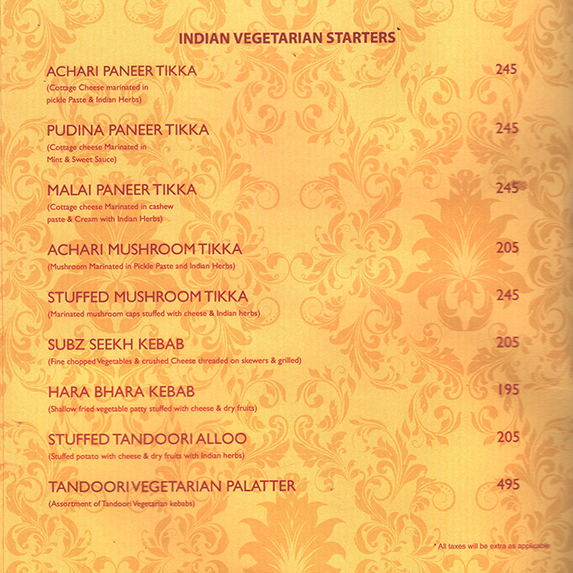 INDIAN VEGETARIAN STARTERS
ACHARI PANEER TIKKA 245
(Cottage Cheese marinated in
pickle Paste & Indian Herbs)
PUDINA PANEER TIKKA 245
(Cottage cheese Marinated in
Mint & Sweet Sauce)
MALAI PANEER TIKKA 245
(Cottage cheese Marinated in cashew
paste & Cream with Indian Herbs)
ACHARI MUSHROOM TIKKA 205
(Mushroom Marinated in Pickle Paste and Indian Herbs)
STUFFED MUSHROOM TIKKA 245
(Marinated mushroom caps stuffed with cheese & Indian herbs)
SUBZ SEEKH KEBAB 205
(Fine chopped Vegetables & crushed Cheese threaded on skewers & grilled)
HARA BHARA KEBAB 195
(Shallow fried vegetable patty stuffed with cheese & dry fruits)
STUFFED TANDOORI ALLOO 205
(Stuffed potato with cheese & dry fruits with Indian herbs)
TANDOORI VEGETARIAN PALATTER 495
(Assortment of Tandoori Vegetarian kebabs)
* All taxes will be extra as applicable